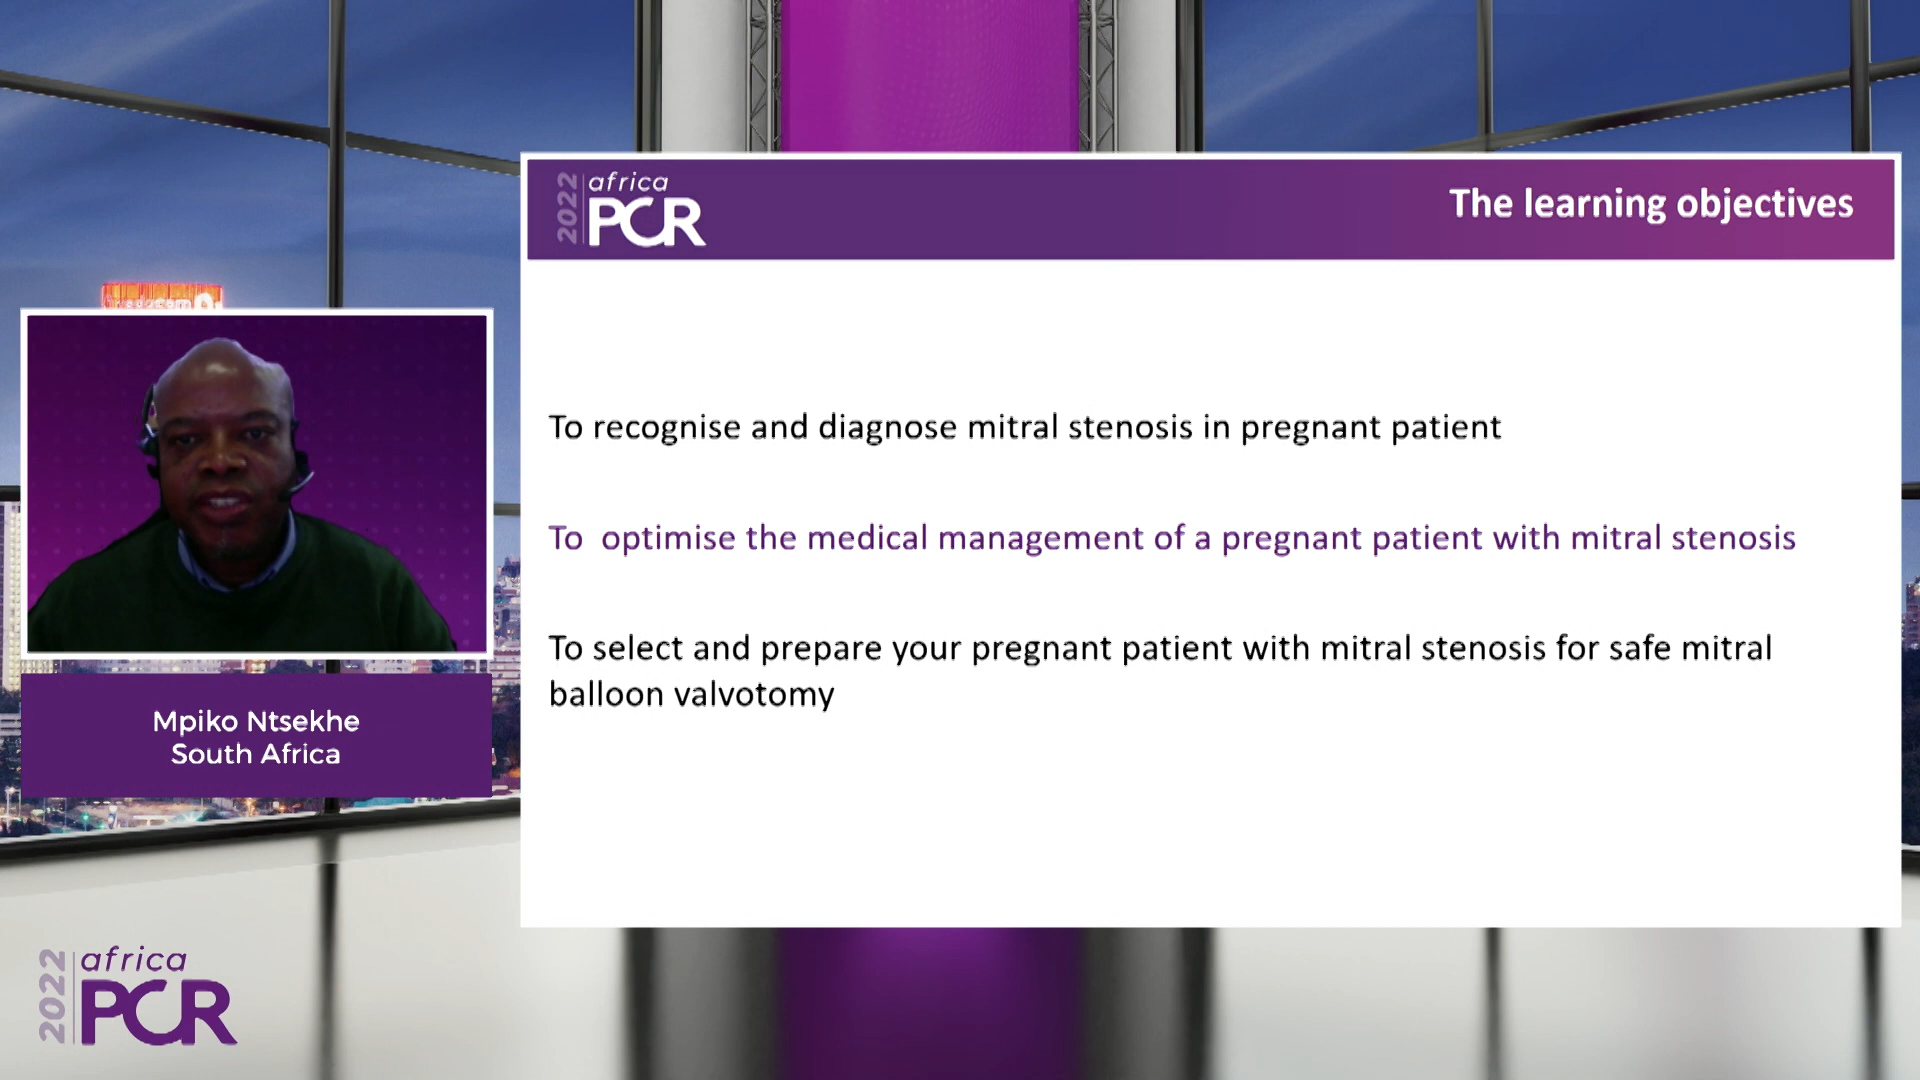 2022
africa
PCR
The learning objectives
To recognise and diagnose mitral stenosis in pregnant patient
To  optimise the medical management of a pregnant patient with mitral stenosis
To select and prepare your pregnant patient with mitral stenosis for safe mitral
balloon valvotomy
Mpiko Ntsekhe
South Africa
2022
africa
PCR